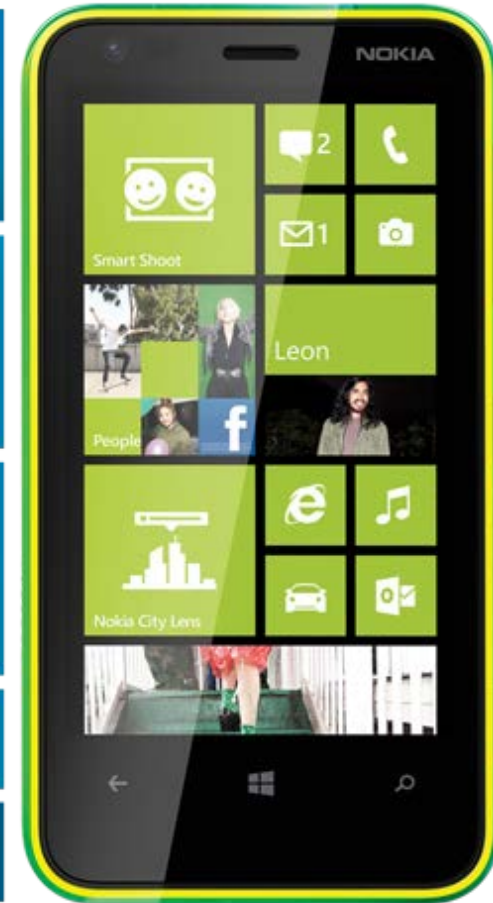 NOKIA
2
Smart Shoot
1
Leon
People
f
Nokia City Lens